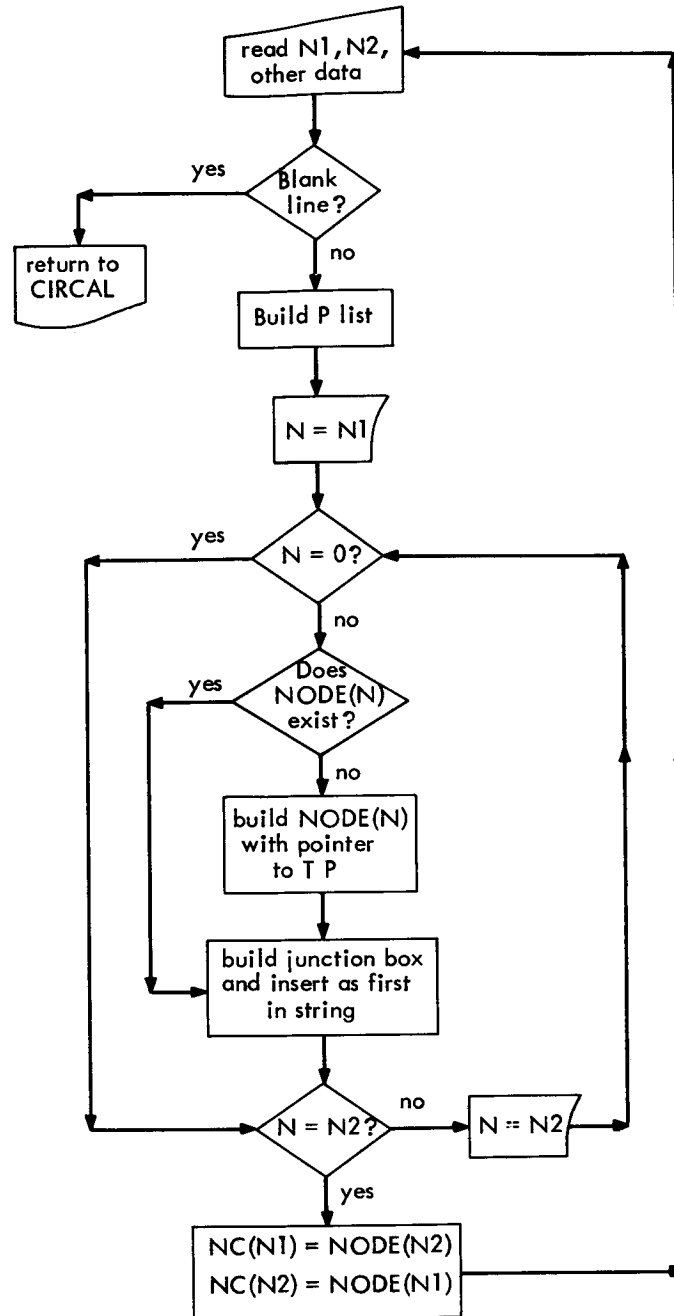 read N1, N2,
other data
yes
Blank
line?
no
return to
CIRCAL
Build P list
N = N1
yes
N = 0?
no
yes
Does
NODE(N)
exist?
no
build NODE(N)
with pointer
to T P
build junction box
and insert as first
in string
N = N2?
no
N = N2
yes
NC(N1) = NODE(N2)
NC(N2) = NODE(N1)